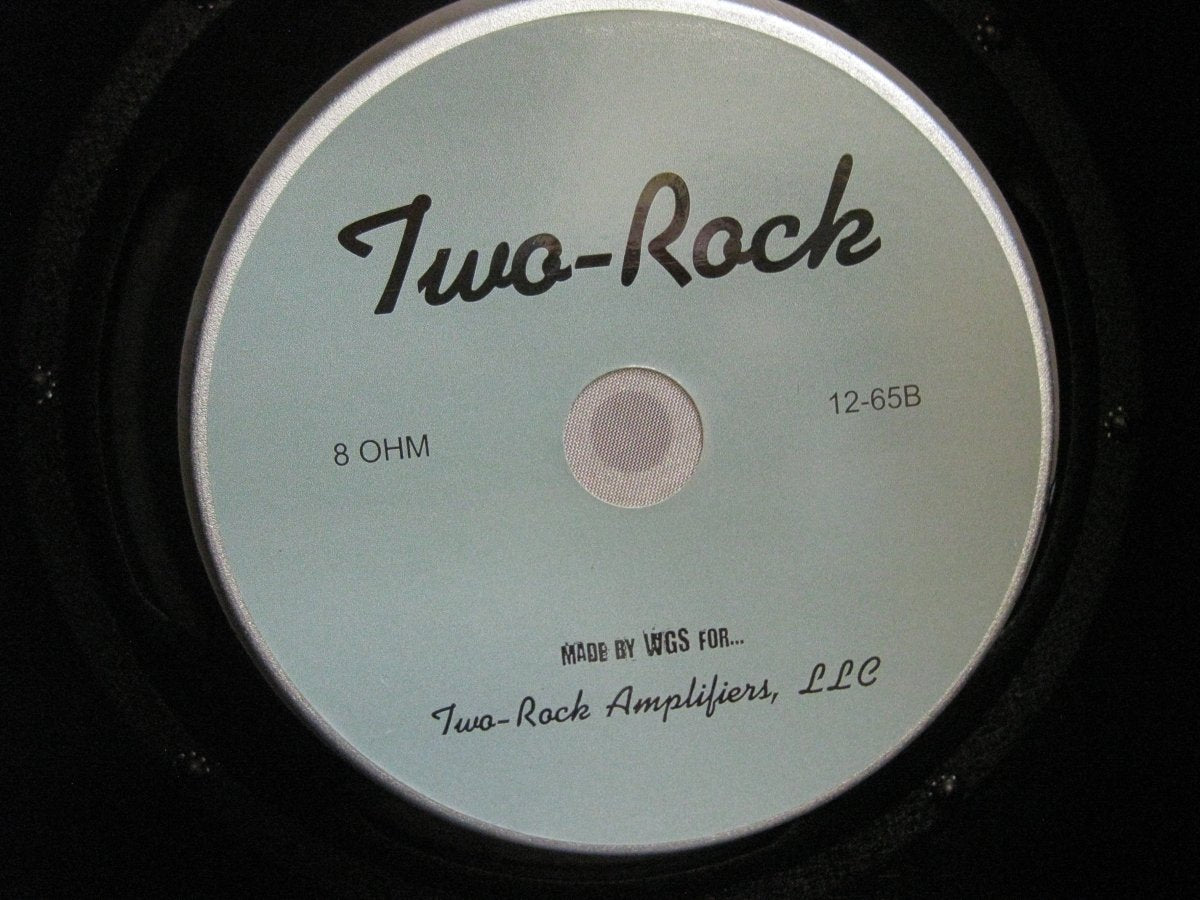 Two-Rock
12-65B
8 OHM
MADE BY WGS FOR...
Two-Rock Amplifiers, LLC